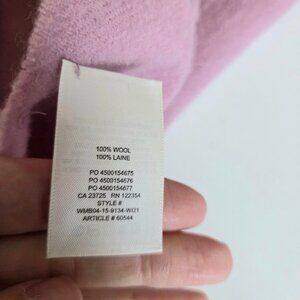 100% WOOL
100% LAINE
PO 4500154675
PO 4500154676
PO 4500154677
CA 23725 RN 122354
STYLE #
WMB04-15-9134-WI21
ARTICLE # 60544